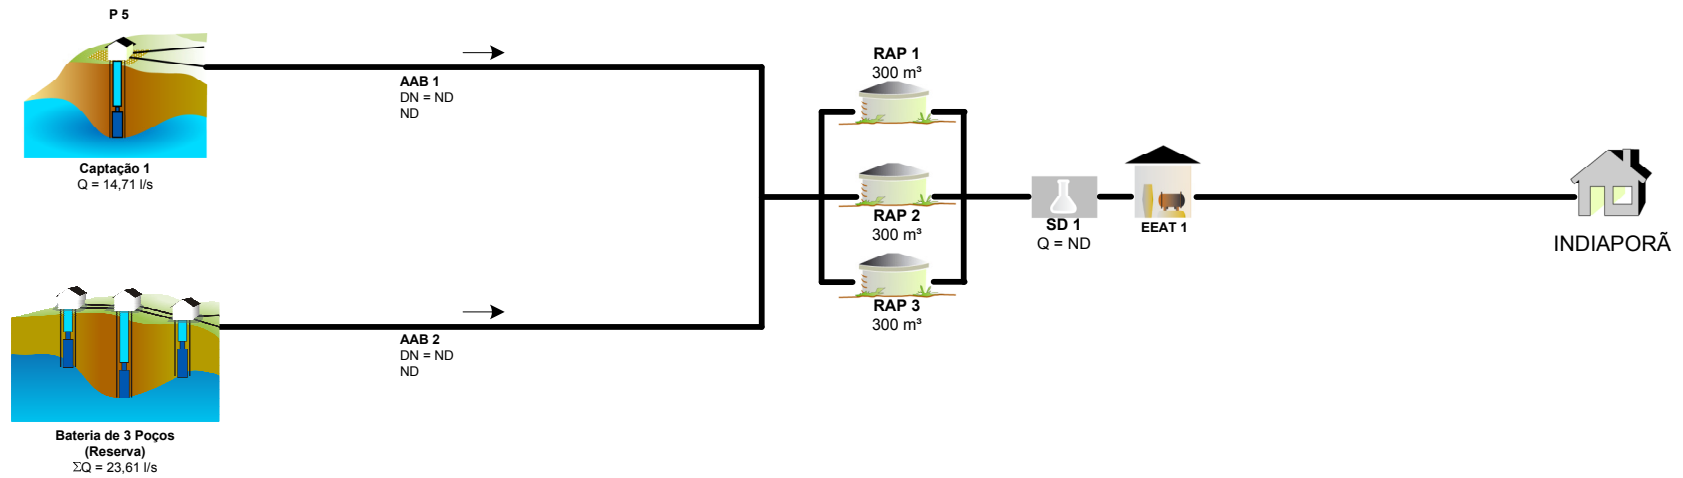 P 5
Captação 1
Q = 14,71 l/s
AAB 1
DN = ND
ND
Bateria de 3 Poços
(Reserva)
ΣQ = 23,61 l/s
AAB 2
DN = ND
ND
RAP 1
300 m³
RAP 2
300 m³
RAP 3
300 m³
SD 1
Q = ND
EEAT 1
INDIAPORÃ